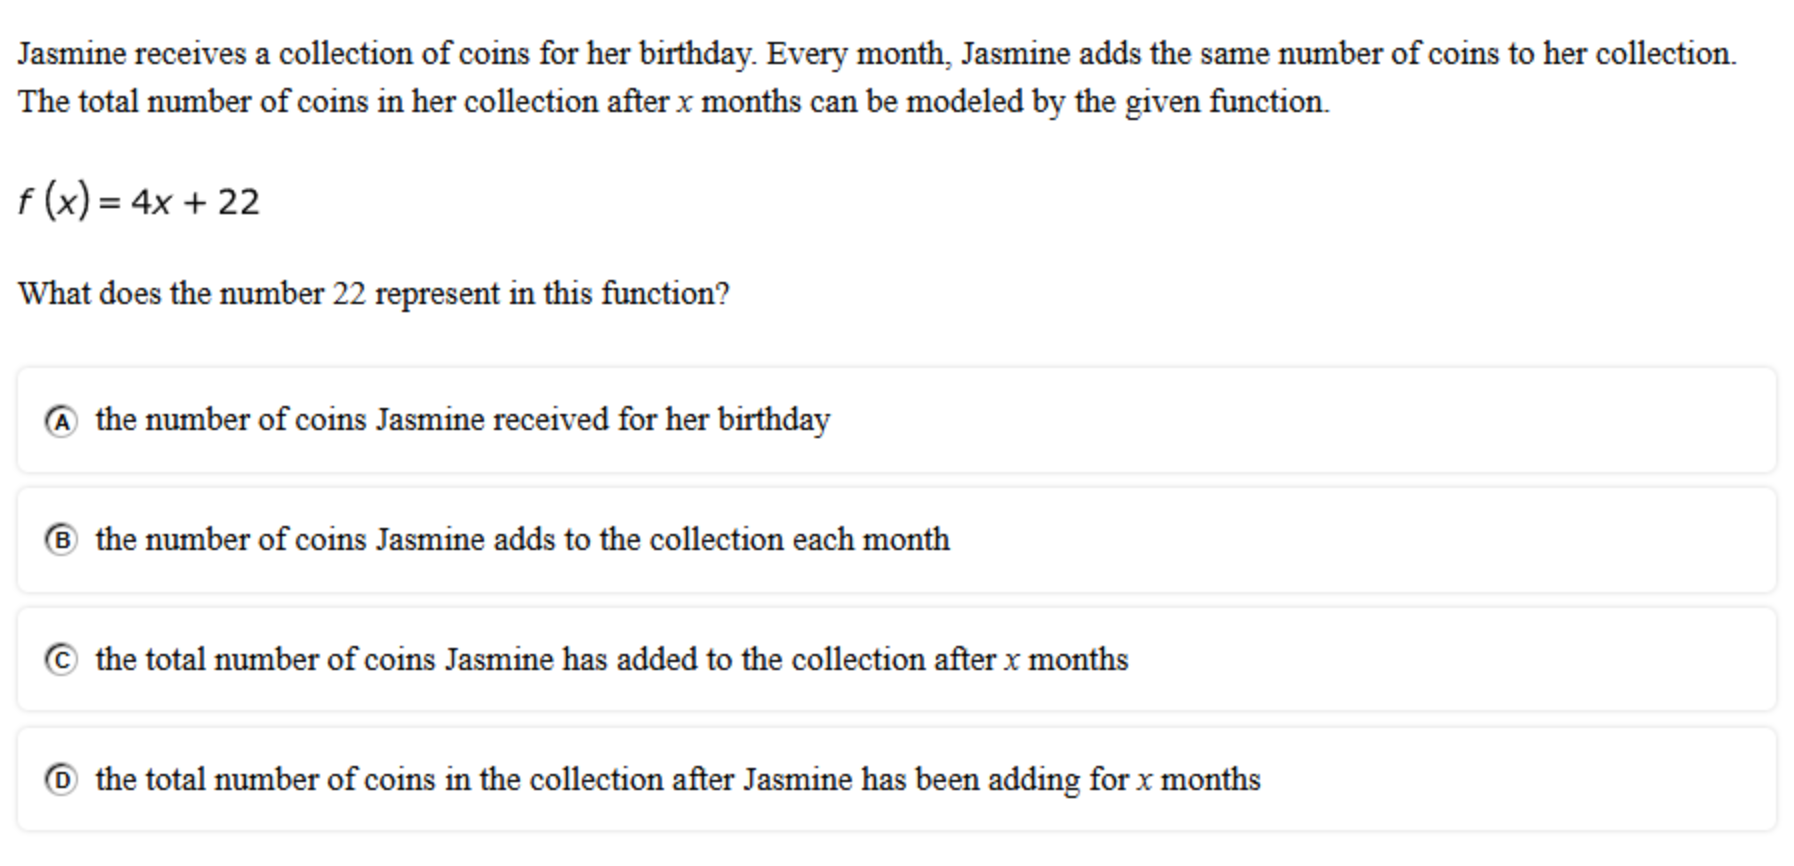 Jasmine receives a collection of coins for her birthday. Every month, Jasmine adds the same number of coins to her collection.
The total number of coins in her collection after x months can be modeled by the given function.
f (x) = 4x + 22
What does the number 22 represent in this function?
A the number of coins Jasmine received for her birthday
B the number of coins Jasmine adds to the collection each month
C the total number of coins Jasmine has added to the collection after x months
D the total number of coins in the collection after Jasmine has been adding for x months